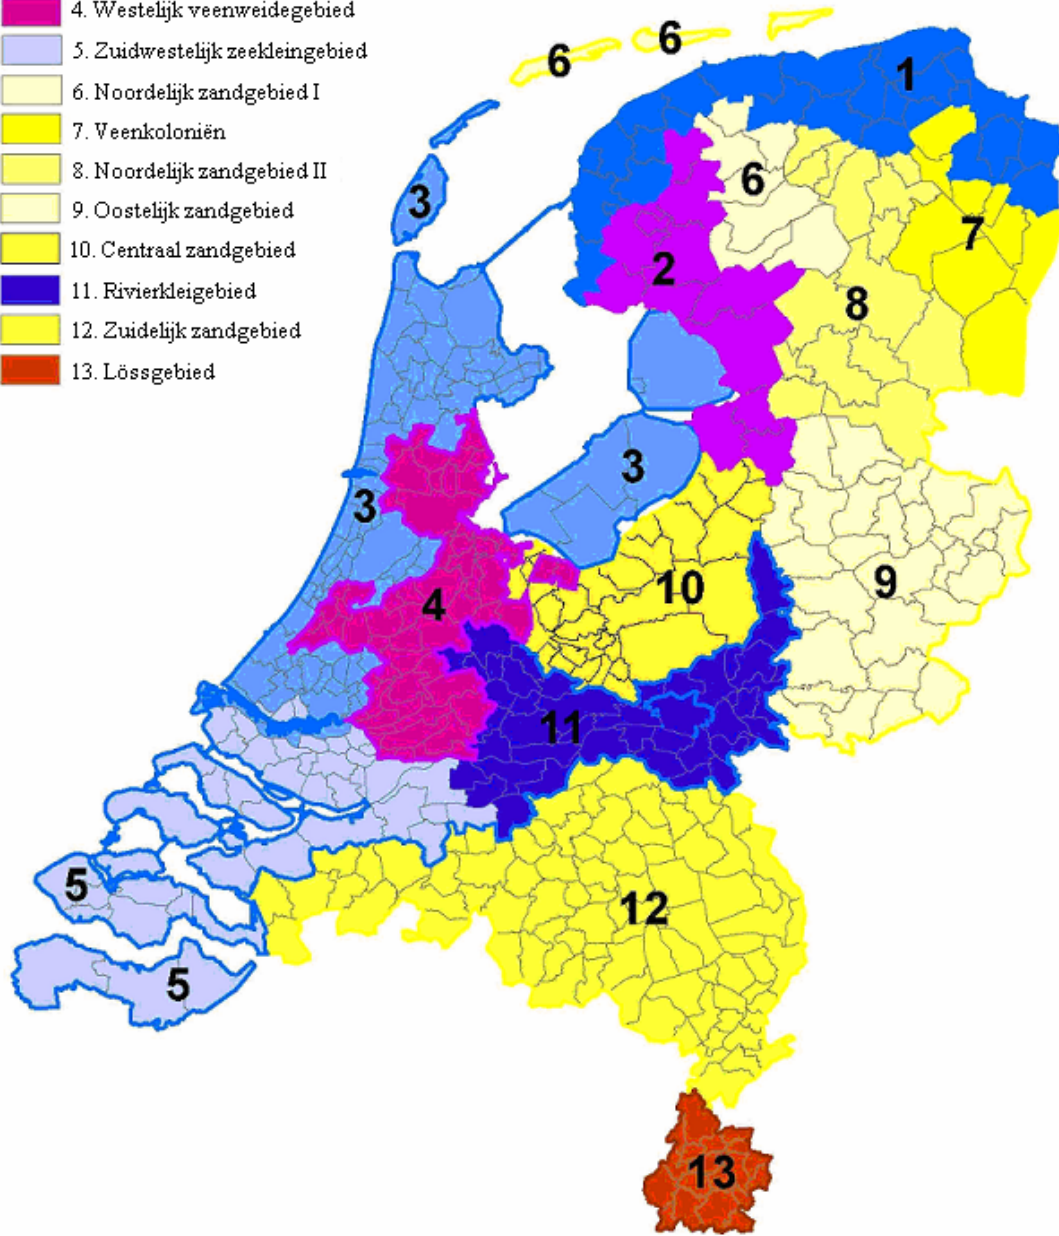 4. Westelijk veenweidegebied
5. Zuidwestelijk zeekleingebied
6. Noordelijk zandgebied I
7. Veenkoloniën
8. Noordelijk zandgebied II
9. Oostelijk zandgebied
10. Centraal zandgebied
11. Rivierkleigebied
12. Zuidelijk zandgebied
13. Lössgebied
6
6
1
6
3
7
2
8
3
3
9
10
4
11
5
12
5
13